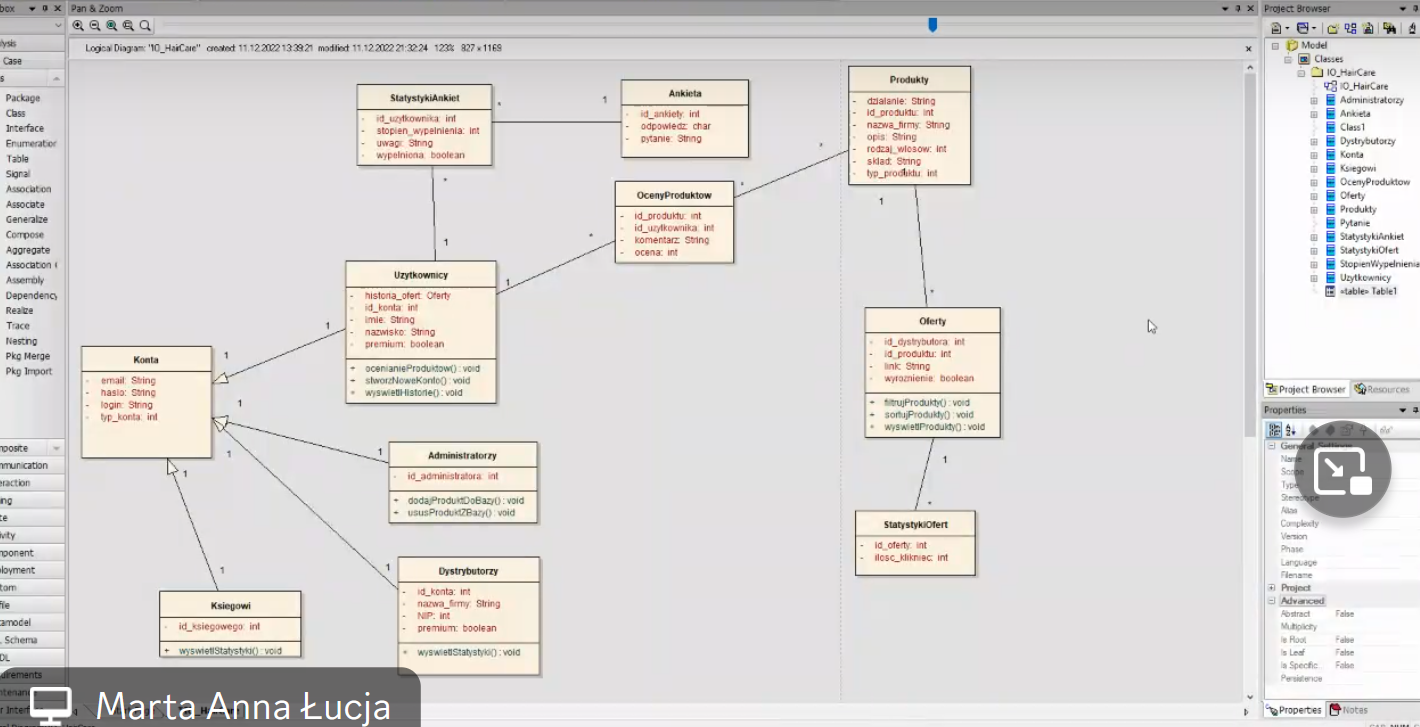 box
Pan & Zoom
Project Browser
Logical Diagram: "IO_HairCare" created: 11.12.2022 13:39:21 modified: 11.12.2022 21:32:24 123% 827 x 1169
lysis
Case
s
Package
Class
Interface
Enumeration
Table
Signal
Association
Associate
Generalize
Compose
Aggregate
Association (
Assembly
Dependency
Realize
Trace
Nesting
Pkg Merge
Pkg Import
mposite
mmunication
eraction
ing
te
ivity
mponent
ployment
tom
file
tamodel
L Schema
DL
uirements
ntenan
r Interf
StatystykiAnkiet
- id_uzytkownika: int
- stopien_wypelnienia: int
- uwagi: String
- wypelniona: boolean
*
1
Ankieta
- id_ankiety: int
- odpowiedz: char
- pytanie: String
Produkty
- dzialanie: String
- id_produktu: int
- nazwa_firmy: String
- opis: String
- rodzaj_wlosow: int
- sklad: String
- typ_produktu: int
*
1
OcenyProduktow
- id_produktu: int
- id_uzytkownika: int
- komentarz: String
- ocena: int
*
*
1
*
1
Uzytkownicy
- historia_ofert: Oferty
- id_konta: int
- imie: String
- nazwisko: String
- premium: boolean
+ ocenianieProduktow() : void
+ stworzNoweKonto() : void
+ wyswietlHistorie() : void
1
1
Konta
- email: String
- haslo: String
- login: String
- typ_konta: int
1
1
1
*
Oferty
- id_dystrybutora: int
- id_produktu: int
- link: String
- wyroznienie: boolean
+ filtrujProdukty() : void
+ sortujProdukty() : void
+ wyswietlProdukty() : void
1
*
1
Administratorzy
- id_administratora: int
+ dodajProduktDoBazy() : void
+ ususProduktZBazy() : void
StatystykiOfert
- id_oferty: int
- ilosc_klikniec: int
1
Dystrybutorzy
- id_konta: int
- nazwa_firmy: String
- NIP: int
- premium: boolean
+ wyswietlStatystyki() : void
1
Ksiegowi
- id_ksiegowego: int
+ wyswietlStatystyki() : void
Model
Classes
IO_HairCare
IO_HairCare
Administratorzy
Ankieta
Class1
Dystrybutorzy
Konta
Ksiegowi
OcenyProduktow
Oferty
Produkty
Pytanie
StatystykiAnkiet
StatystykiOfert
StopienWypelnienia
Uzytkownicy
«table» Table1
Project Browser
Resources
Properties
General Settings
Name
Scope
Type
Stereotype
Alias
Complexity
Version
Phase
Language
Filename
Project
Advanced
Abstract False
Multiplicity
Is Root False
Is Leaf False
Is Specific... False
Persistence
Properties
Notes
Marta Anna Łucja